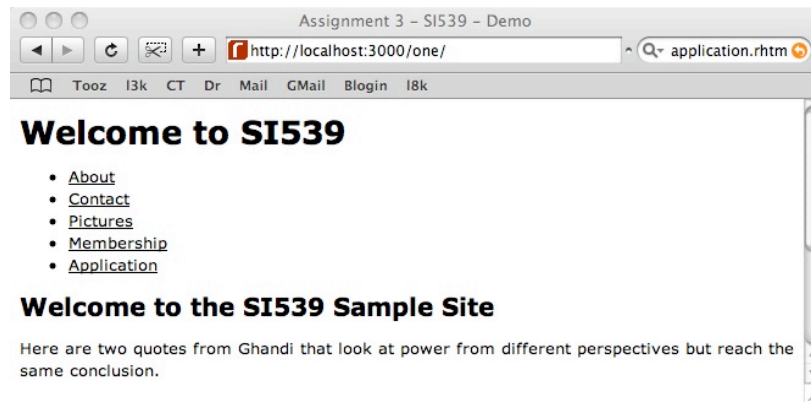 Assignment 3 – SI539 – Demo
http://localhost:3000/one/
application.rhtm
Tooz I3k CT Dr Mail GMail Blogin I8k
Welcome to SI539
• About
• Contact
• Pictures
• Membership
• Application
Welcome to the SI539 Sample Site
Here are two quotes from Ghandi that look at power from different perspectives but reach the
same conclusion.